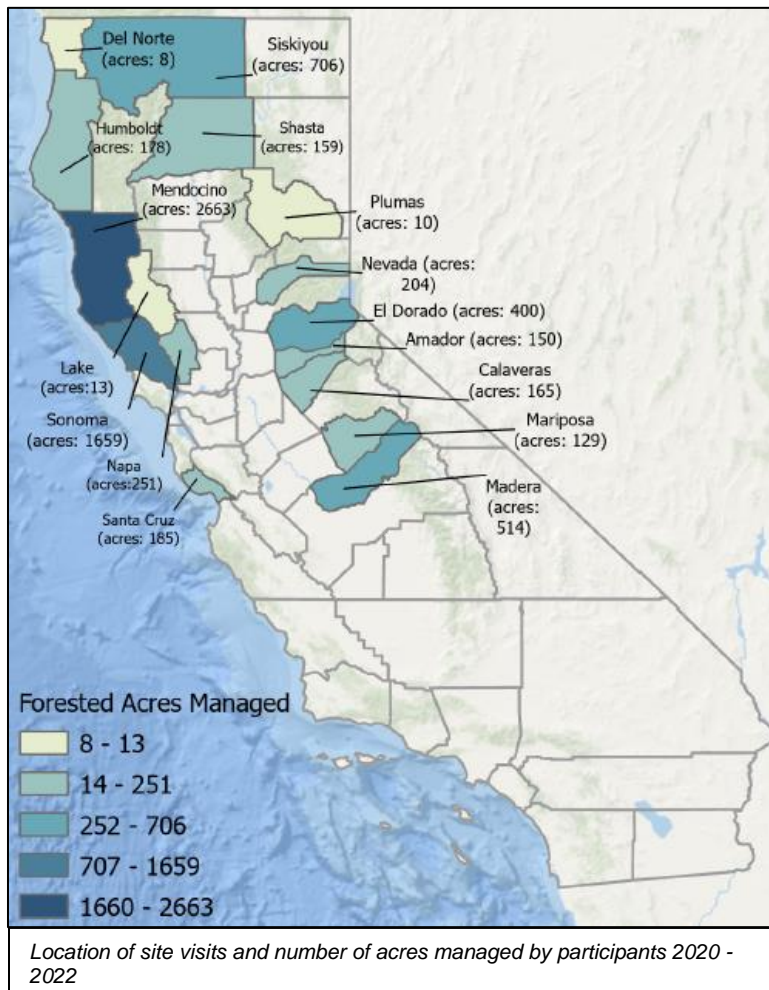 Del Norte
(acres: 8)
Siskiyou
(acres: 706)
Humboldt
(acres: 178)
Shasta
(acres: 159)
Mendocino
(acres: 2663)
Plumas
(acres: 10)
Nevada (acres:
204)
El Dorado (acres: 400)
Amador (acres: 150)
Calaveras
(acres: 165)
Lake
(acres:13)
Mariposa
(acres: 129)
Sonoma
(acres: 1659)
Napa
(acres:251)
Madera
(acres:
514)
Santa Cruz
(acres: 185)
Forested Acres Managed
8 - 13
14 - 251
252 - 706
707 - 1659
1660 - 2663
Location of site visits and number of acres managed by participants 2020 -
2022